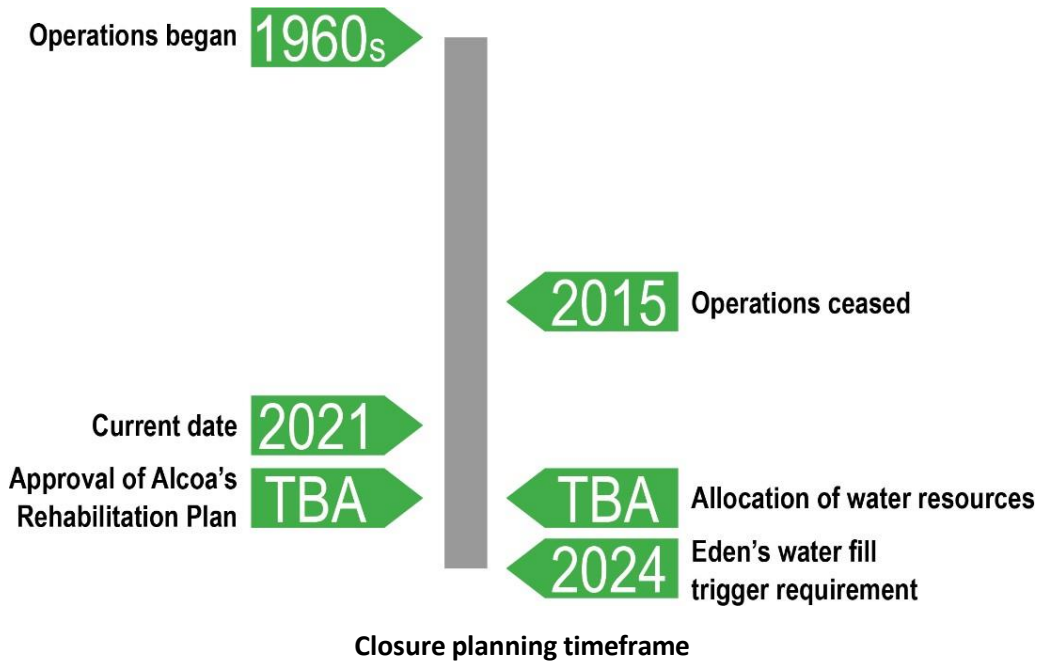 Operations began 1960s
2015 Operations ceased
Current date 2021
Approval of Alcoa's
Rehabilitation Plan TBA
TBA Allocation of water resources
2024 Eden's water fill
trigger requirement
Closure planning timeframe